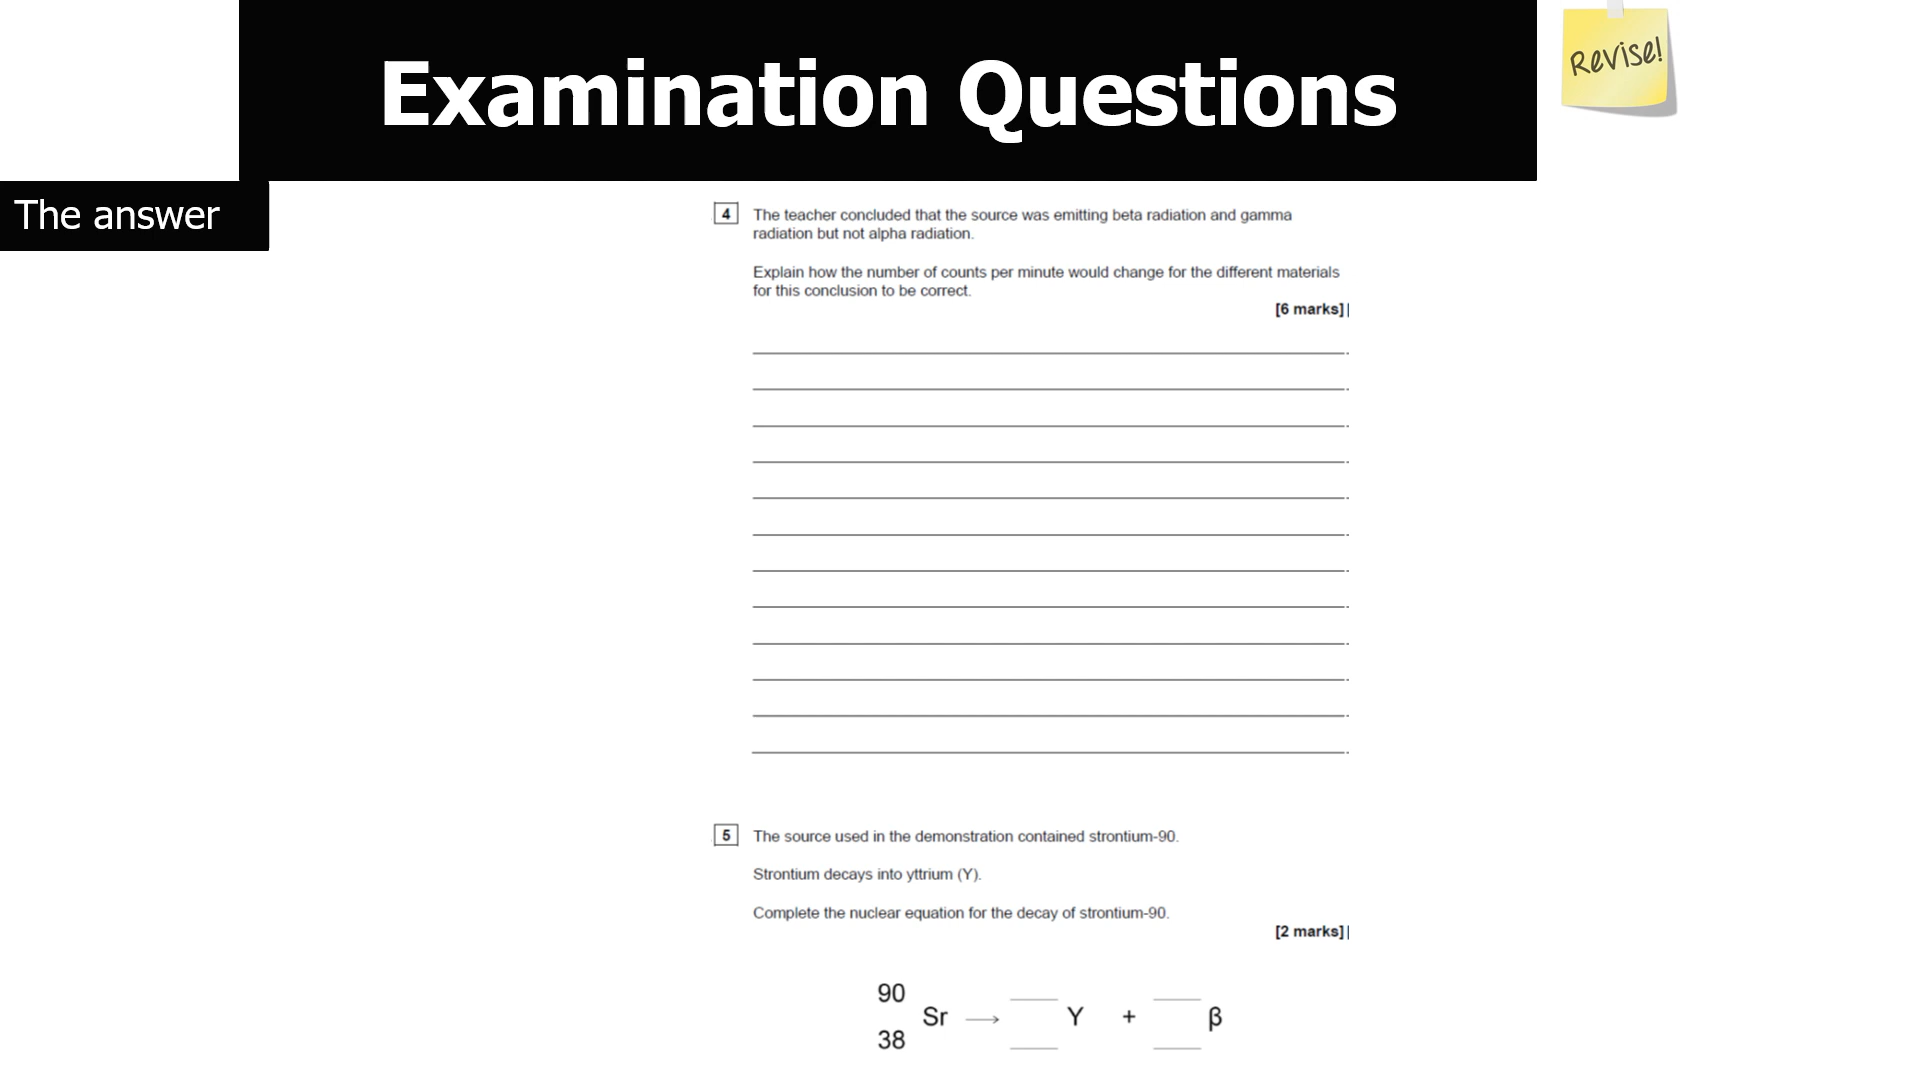 Examination Questions
Revise!
The answer
4 The teacher concluded that the source was emitting beta radiation and gamma
radiation but not alpha radiation.
Explain how the number of counts per minute would change for the different materials
for this conclusion to be correct.
[6 marks]
5 The source used in the demonstration contained strontium-90.
Strontium decays into yttrium (Y).
Complete the nuclear equation for the decay of strontium-90.
[2 marks]
90
Sr → Y + β
38